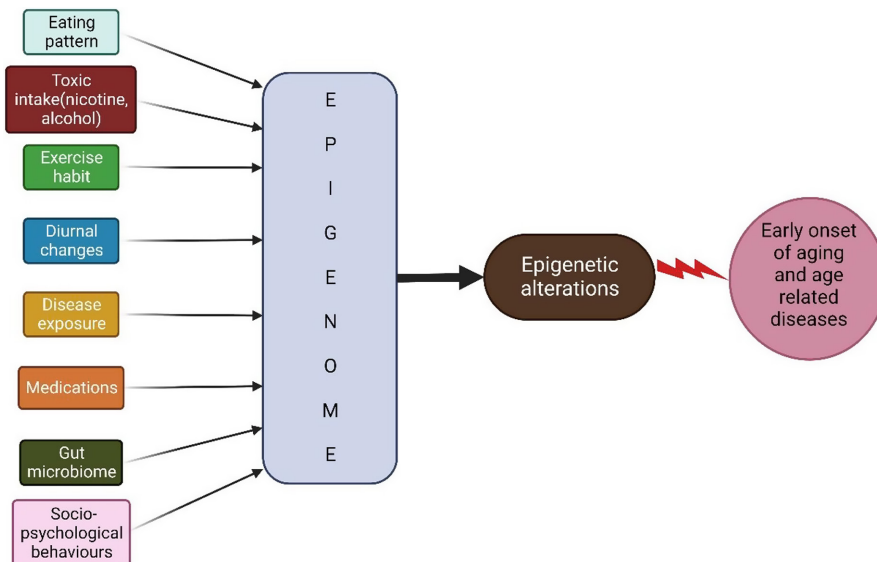 Eating
pattern
Toxic
intake(nicotine,
alcohol)
Exercise
habit
Diurnal
changes
Disease
exposure
Medications
Gut
microbiome
Socio-
psychological
behaviours
E
P
I
G
E
N
O
M
E
Epigenetic
alterations
Early onset
of aging
and age
related
diseases